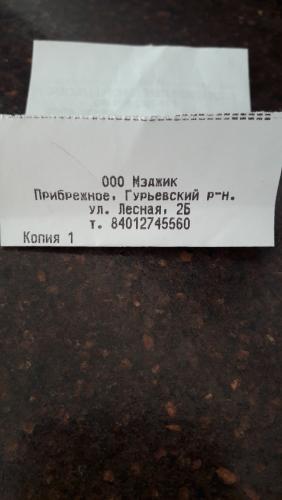 ООО Мэджик
Прибрежное, Гурьевский р-н.
ул. Лесная, 2Б
т. 84012745560
Копия 1